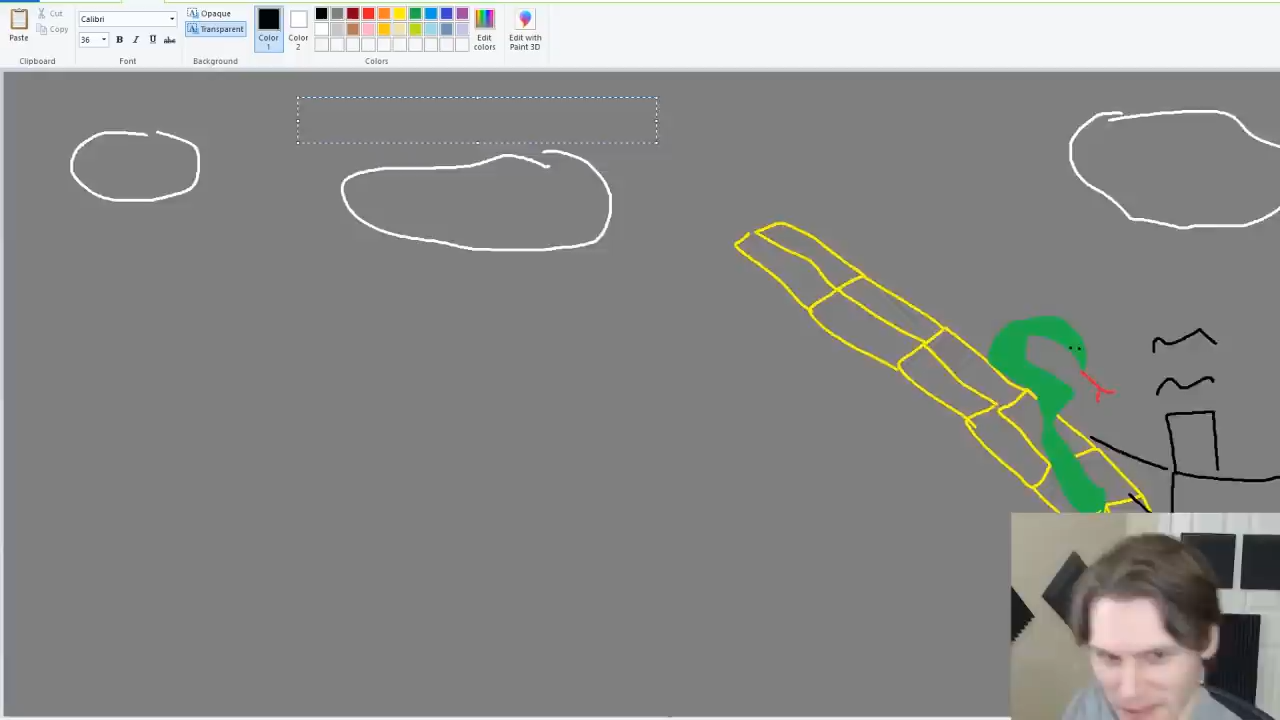 Paste
Cut
Copy
Clipboard
Calibri
36
B I U abc
Font
Opaque
Transparent
Background
Color 1
Color 2
Edit colors
Colors
Edit with Paint 3D